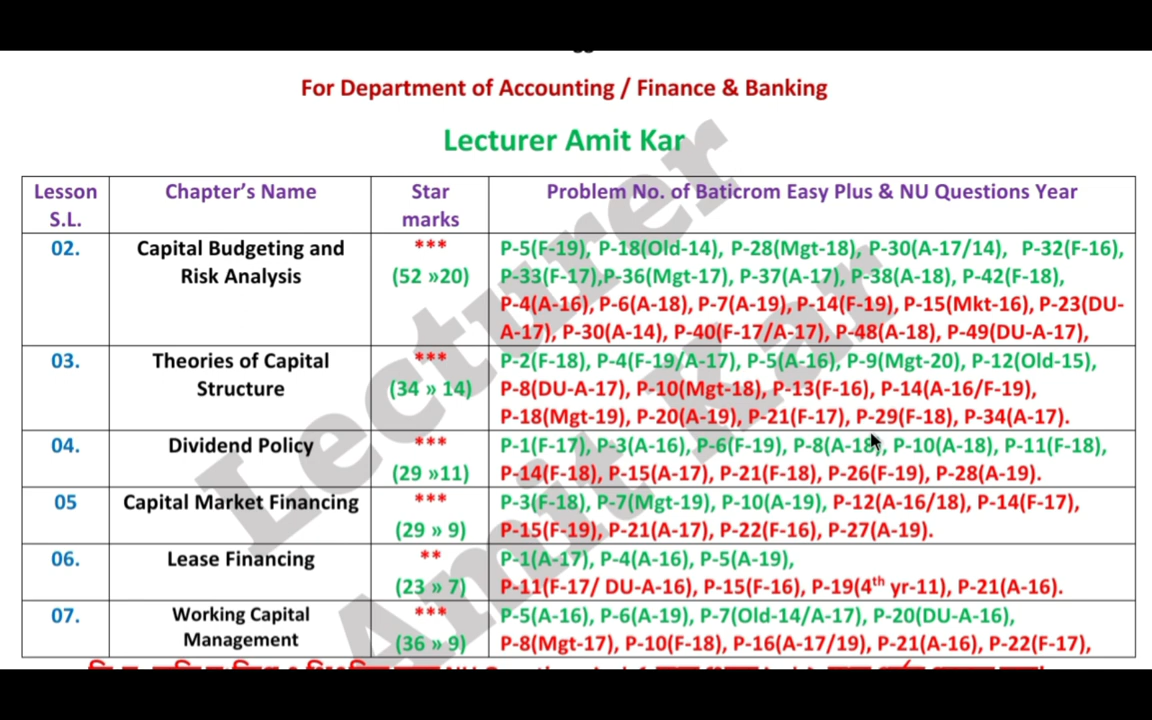 For Department of Accounting / Finance & Banking
Lecturer Amit Kar
Lesson S.L. Chapter's Name Star marks Problem No. of Baticrom Easy Plus & NU Questions Year
02. Capital Budgeting and Risk Analysis *** (52 »20) P-5(F-19), P-18(Old-14), P-28(Mgt-18), P-30(A-17/14), P-32(F-16),
P-33(F-17),P-36(Mgt-17), P-37(A-17), P-38(A-18), P-42(F-18),
P-4(A-16), P-6(A-18), P-7(A-19), P-14(F-19), P-15(Mkt-16), P-23(DU-
A-17), P-30(A-14), P-40(F-17/A-17), P-48(A-18), P-49(DU-A-17),
03. Theories of Capital Structure *** (34 » 14) P-2(F-18), P-4(F-19/A-17), P-5(A-16), P-9(Mgt-20), P-12(Old-15),
P-8(DU-A-17), P-10(Mgt-18), P-13(F-16), P-14(A-16/F-19),
P-18(Mgt-19), P-20(A-19), P-21(F-17), P-29(F-18), P-34(A-17).
04. Dividend Policy *** (29 »11) P-1(F-17), P-3(A-16), P-6(F-19), P-8(A-18), P-10(A-18), P-11(F-18),
P-14(F-18), P-15(A-17), P-21(F-18), P-26(F-19), P-28(A-19).
05 Capital Market Financing *** (29 » 9) P-3(F-18), P-7(Mgt-19), P-10(A-19), P-12(A-16/18), P-14(F-17),
P-15(F-19), P-21(A-17), P-22(F-16), P-27(A-19).
06. Lease Financing ** (23 » 7) P-1(A-17), P-4(A-16), P-5(A-19),
P-11(F-17/ DU-A-16), P-15(F-16), P-19(4th yr-11), P-21(A-16).
07. Working Capital Management *** (36 » 9) P-5(A-16), P-6(A-19), P-7(Old-14/A-17), P-20(DU-A-16),
P-8(Mgt-17), P-10(F-18), P-16(A-17/19), P-21(A-16), P-22(F-17),
Lecturer
Amit Kar